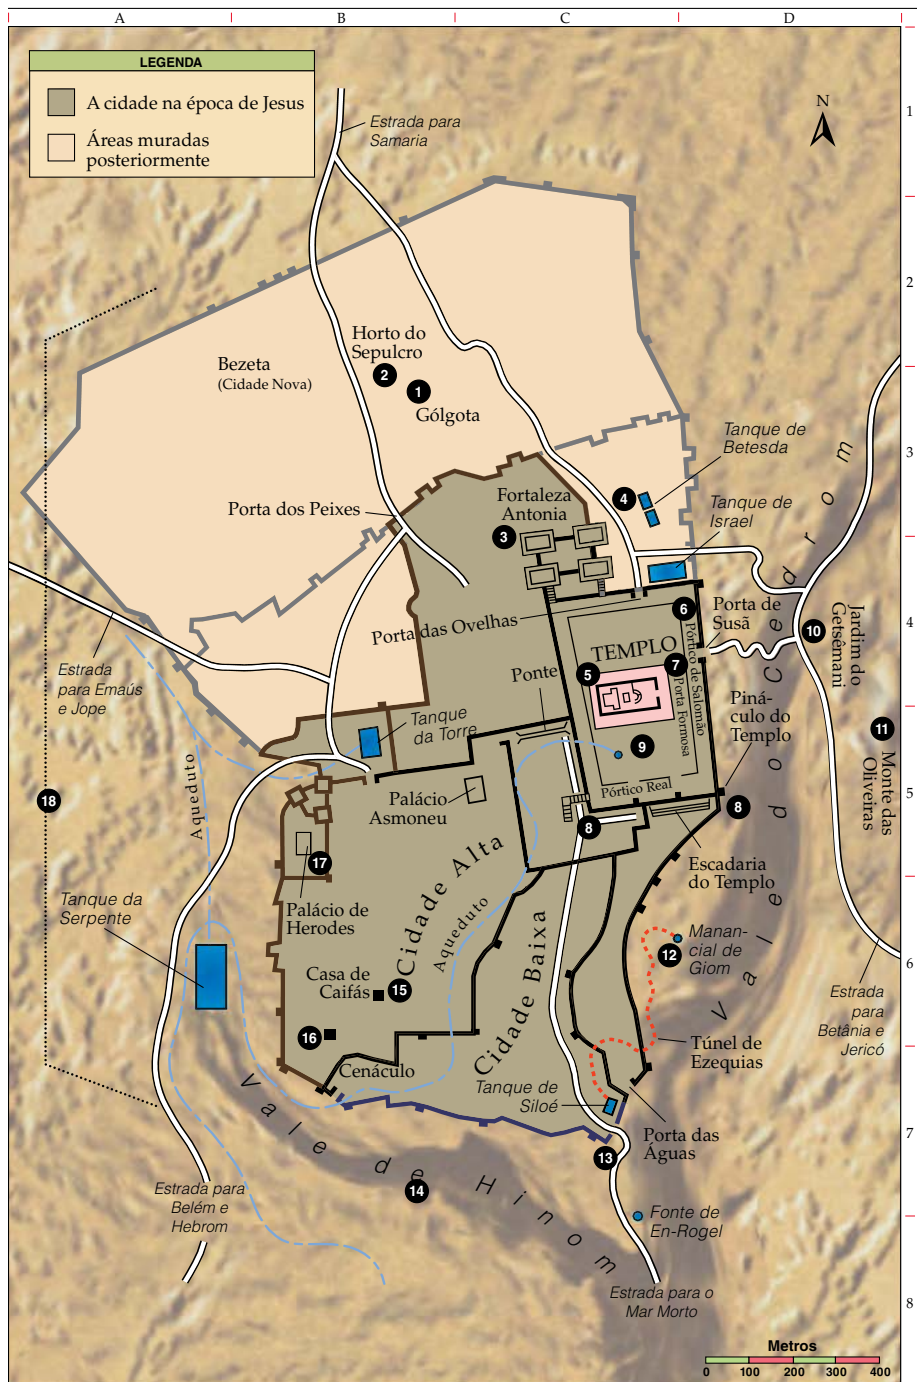 A B C D
LEGENDA
A cidade na época de Jesus
Áreas muradas
posteriormente
N
1
2
3
4
5
6
7
8
Estrada para
Samaria
Horto do
Sepulcro
2
1
Gólgota
Bezeta
(Cidade Nova)
Tanque de
Betesda
4
Fortaleza
Antonia
3
Tanque de
Israel
Porta dos Peixes
Porta das Ovelhas
6
Porta de
Susã
10
Jardim do
Getsêmani
TEMPLO
5
7
Pórtico de Salomão
Porta Formosa
Ponte
Estrada
para Emaús
e Jope
Tanque
da Torre
Piná-
culo do
Templo
11
Monte das
Oliveiras
9
Pórtico Real
18
Aqueduto
Palácio
Asmoneu
8
8
17
Escadaria
do Templo
Palácio de
Herodes
Cidade Alta
Aqueduto
Cidade Baixa
Tanque da
Serpente
Manan-
cial de
Giom
12
Casa de
Caifás
15
16
Cenáculo
Estrada
para
Betânia e
Jericó
Túnel de
Ezequias
Vale do Cedrom
Tanque de
Siloé
Porta das
Águas
13
Vale de Hinom
14
Estrada para
Belém e
Hebrom
Fonte de
En-Rogel
Estrada para o
Mar Morto
Metros
0 100 200 300 400